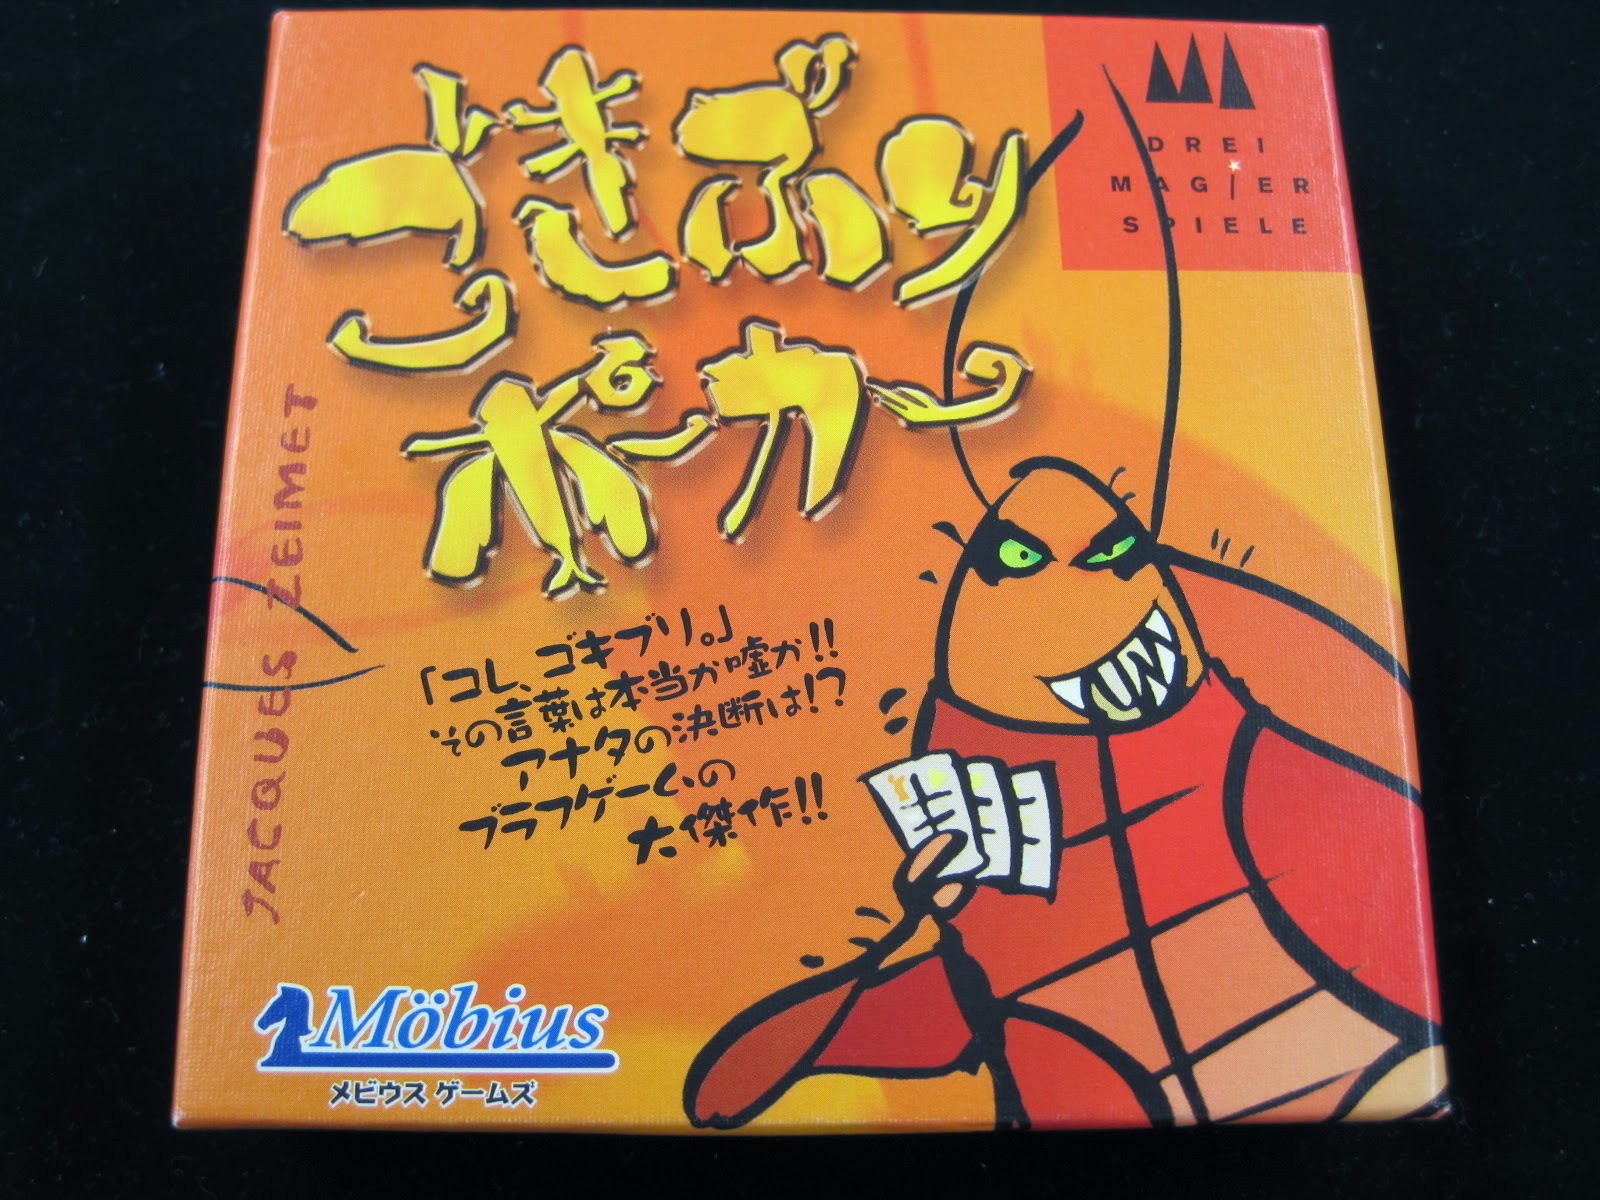 ごきぶり
ポーカー
DREI
MAGIER
SPIELE
JACQUES ZEIMET
「コレ、ゴキブリ。」
その言葉は本当か嘘か!!
アナタの決断は!?
ブラフゲームの
大傑作!!
Möbius
メビウス ゲームズ